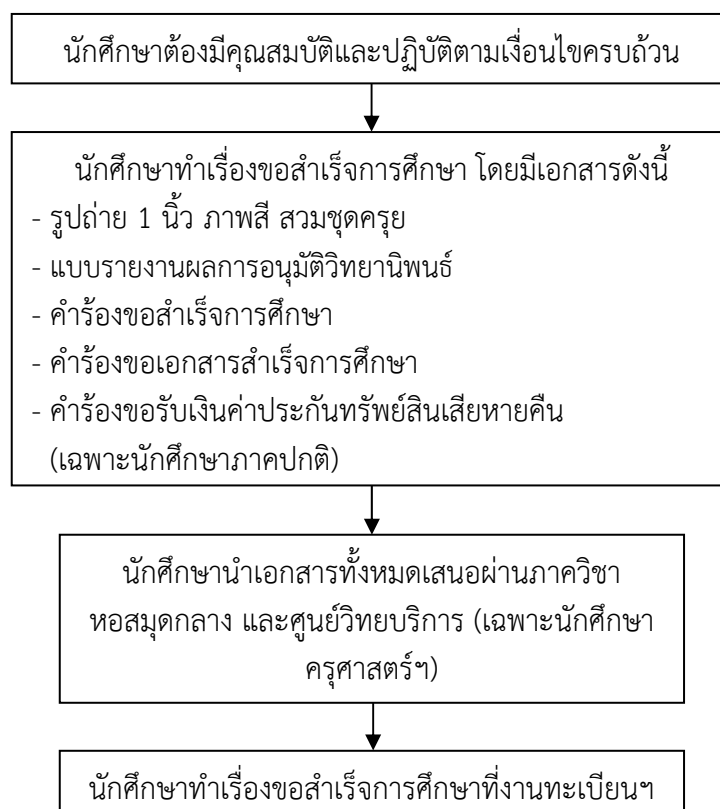 นักศึกษาต้องมีคุณสมบัติและปฏิบัติตามเงื่อนไขครบถ้วน
นักศึกษาทำเรื่องขอสำเร็จการศึกษา โดยมีเอกสารดังนี้
- รูปถ่าย 1 นิ้ว ภาพสี สวมชุดครุย
- แบบรายงานผลการอนุมัติวิทยานิพนธ์
- คำร้องขอสำเร็จการศึกษา
- คำร้องขอเอกสารสำเร็จการศึกษา
- คำร้องขอรับเงินค่าประกันทรัพย์สินเสียหายคืน
(เฉพาะนักศึกษาภาคปกติ)
นักศึกษานำเอกสารทั้งหมดเสนอผ่านภาควิชา
หอสมุดกลาง และศูนย์วิทยบริการ (เฉพาะนักศึกษา
ครุศาสตร์ฯ)
นักศึกษาทำเรื่องขอสำเร็จการศึกษาที่งานทะเบียนฯ